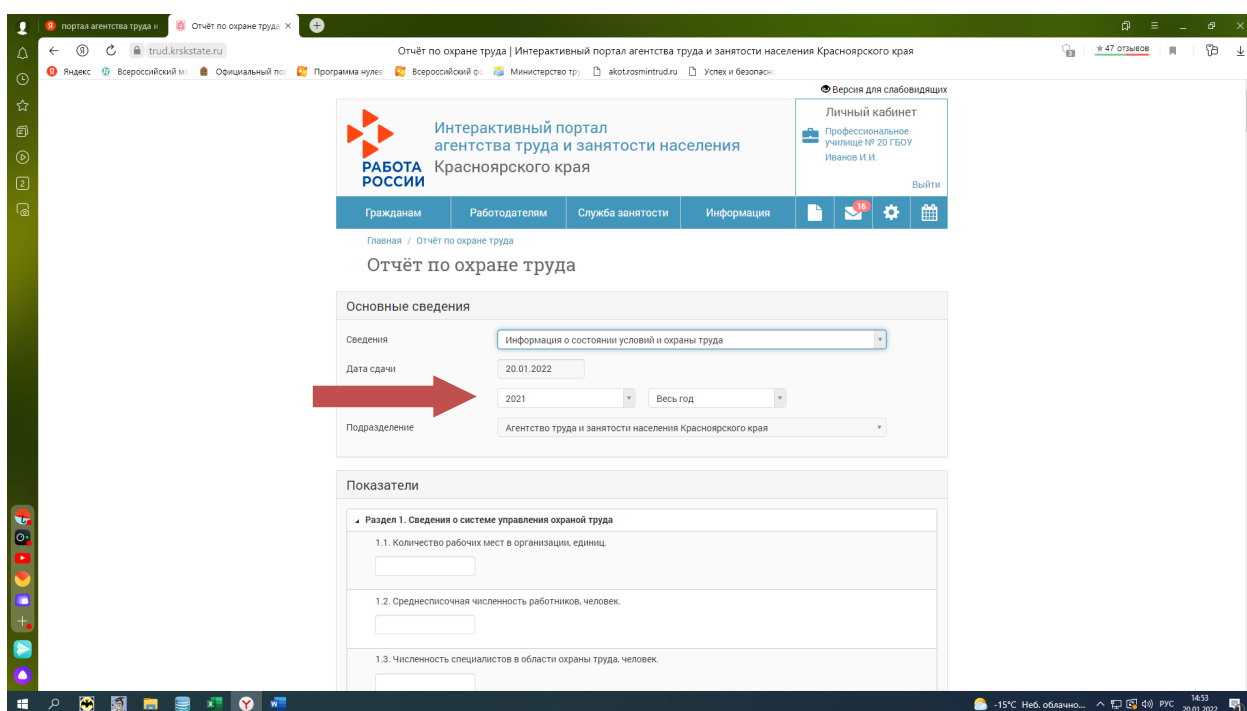 портал агентства труда и
Отчёт по охране труда
trud.krskstate.ru
Отчёт по охране труда | Интерактивный портал агентства труда и занятости населения Красноярского края
★ 47 отзывов
Яндекс
Всероссийский мо
Официальный пор
Программа нулев
Всероссийский фо
Министерство тру
akot.rosmintrud.ru
Успех и безопасно
Версия для слабовидящих
РАБОТА
РОССИИ
Интерактивный портал
агентства труда и занятости населения
Красноярского края
Личный кабинет
Профессиональное
училище № 20 ГБОУ
Иванов И.И.
Выйти
Гражданам
Работодателям
Служба занятости
Информация
16
Главная / Отчёт по охране труда
Отчёт по охране труда
Основные сведения
Сведения
Информация о состоянии условий и охраны труда
Дата сдачи
20.01.2022
2021
Весь год
Подразделение
Агентство труда и занятости населения Красноярского края
Показатели
Раздел 1. Сведения о системе управления охраной труда
1.1. Количество рабочих мест в организации, единиц.
1.2. Среднесписочная численность работников, человек.
1.3. Численность специалистов в области охраны труда, человек.
-15°C Неб. облачно...
РУС
14:53
20.01.2022